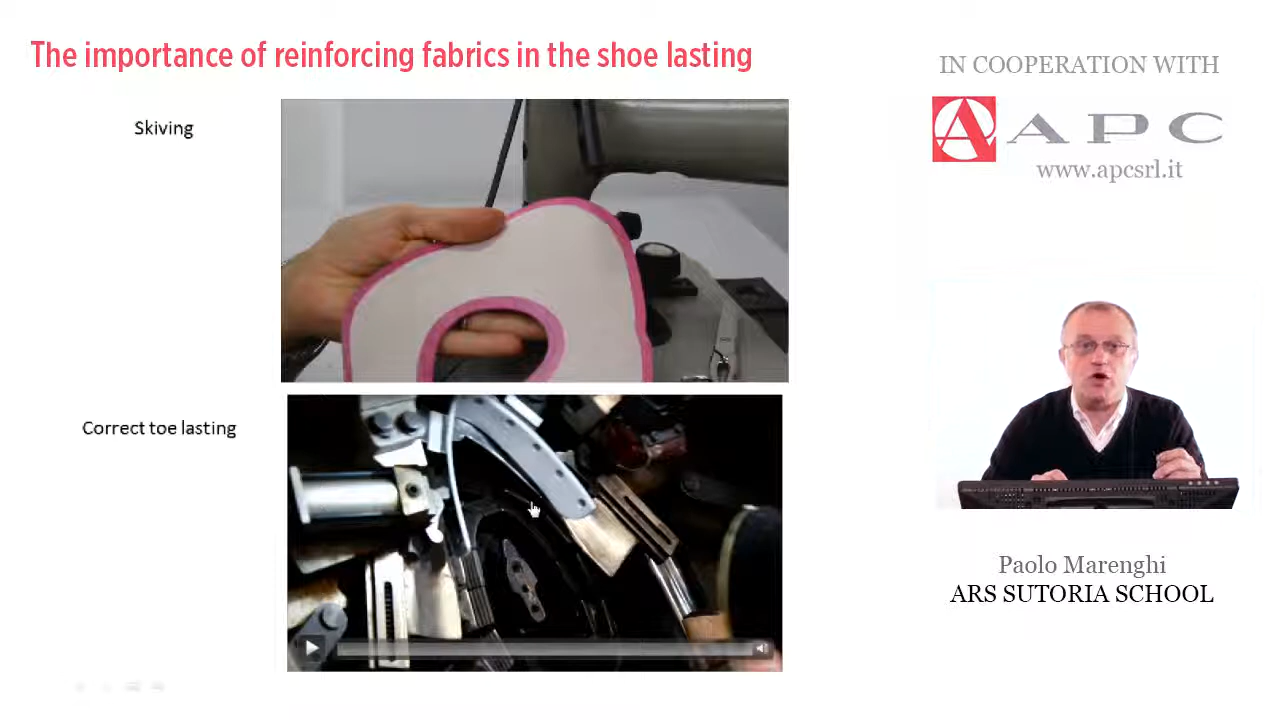 The importance of reinforcing fabrics in the shoe lasting
Skiving
Correct toe lasting
IN COOPERATION WITH
A APC
www.apcsrl.it
Paolo Marenghi
ARS SUTORIA SCHOOL